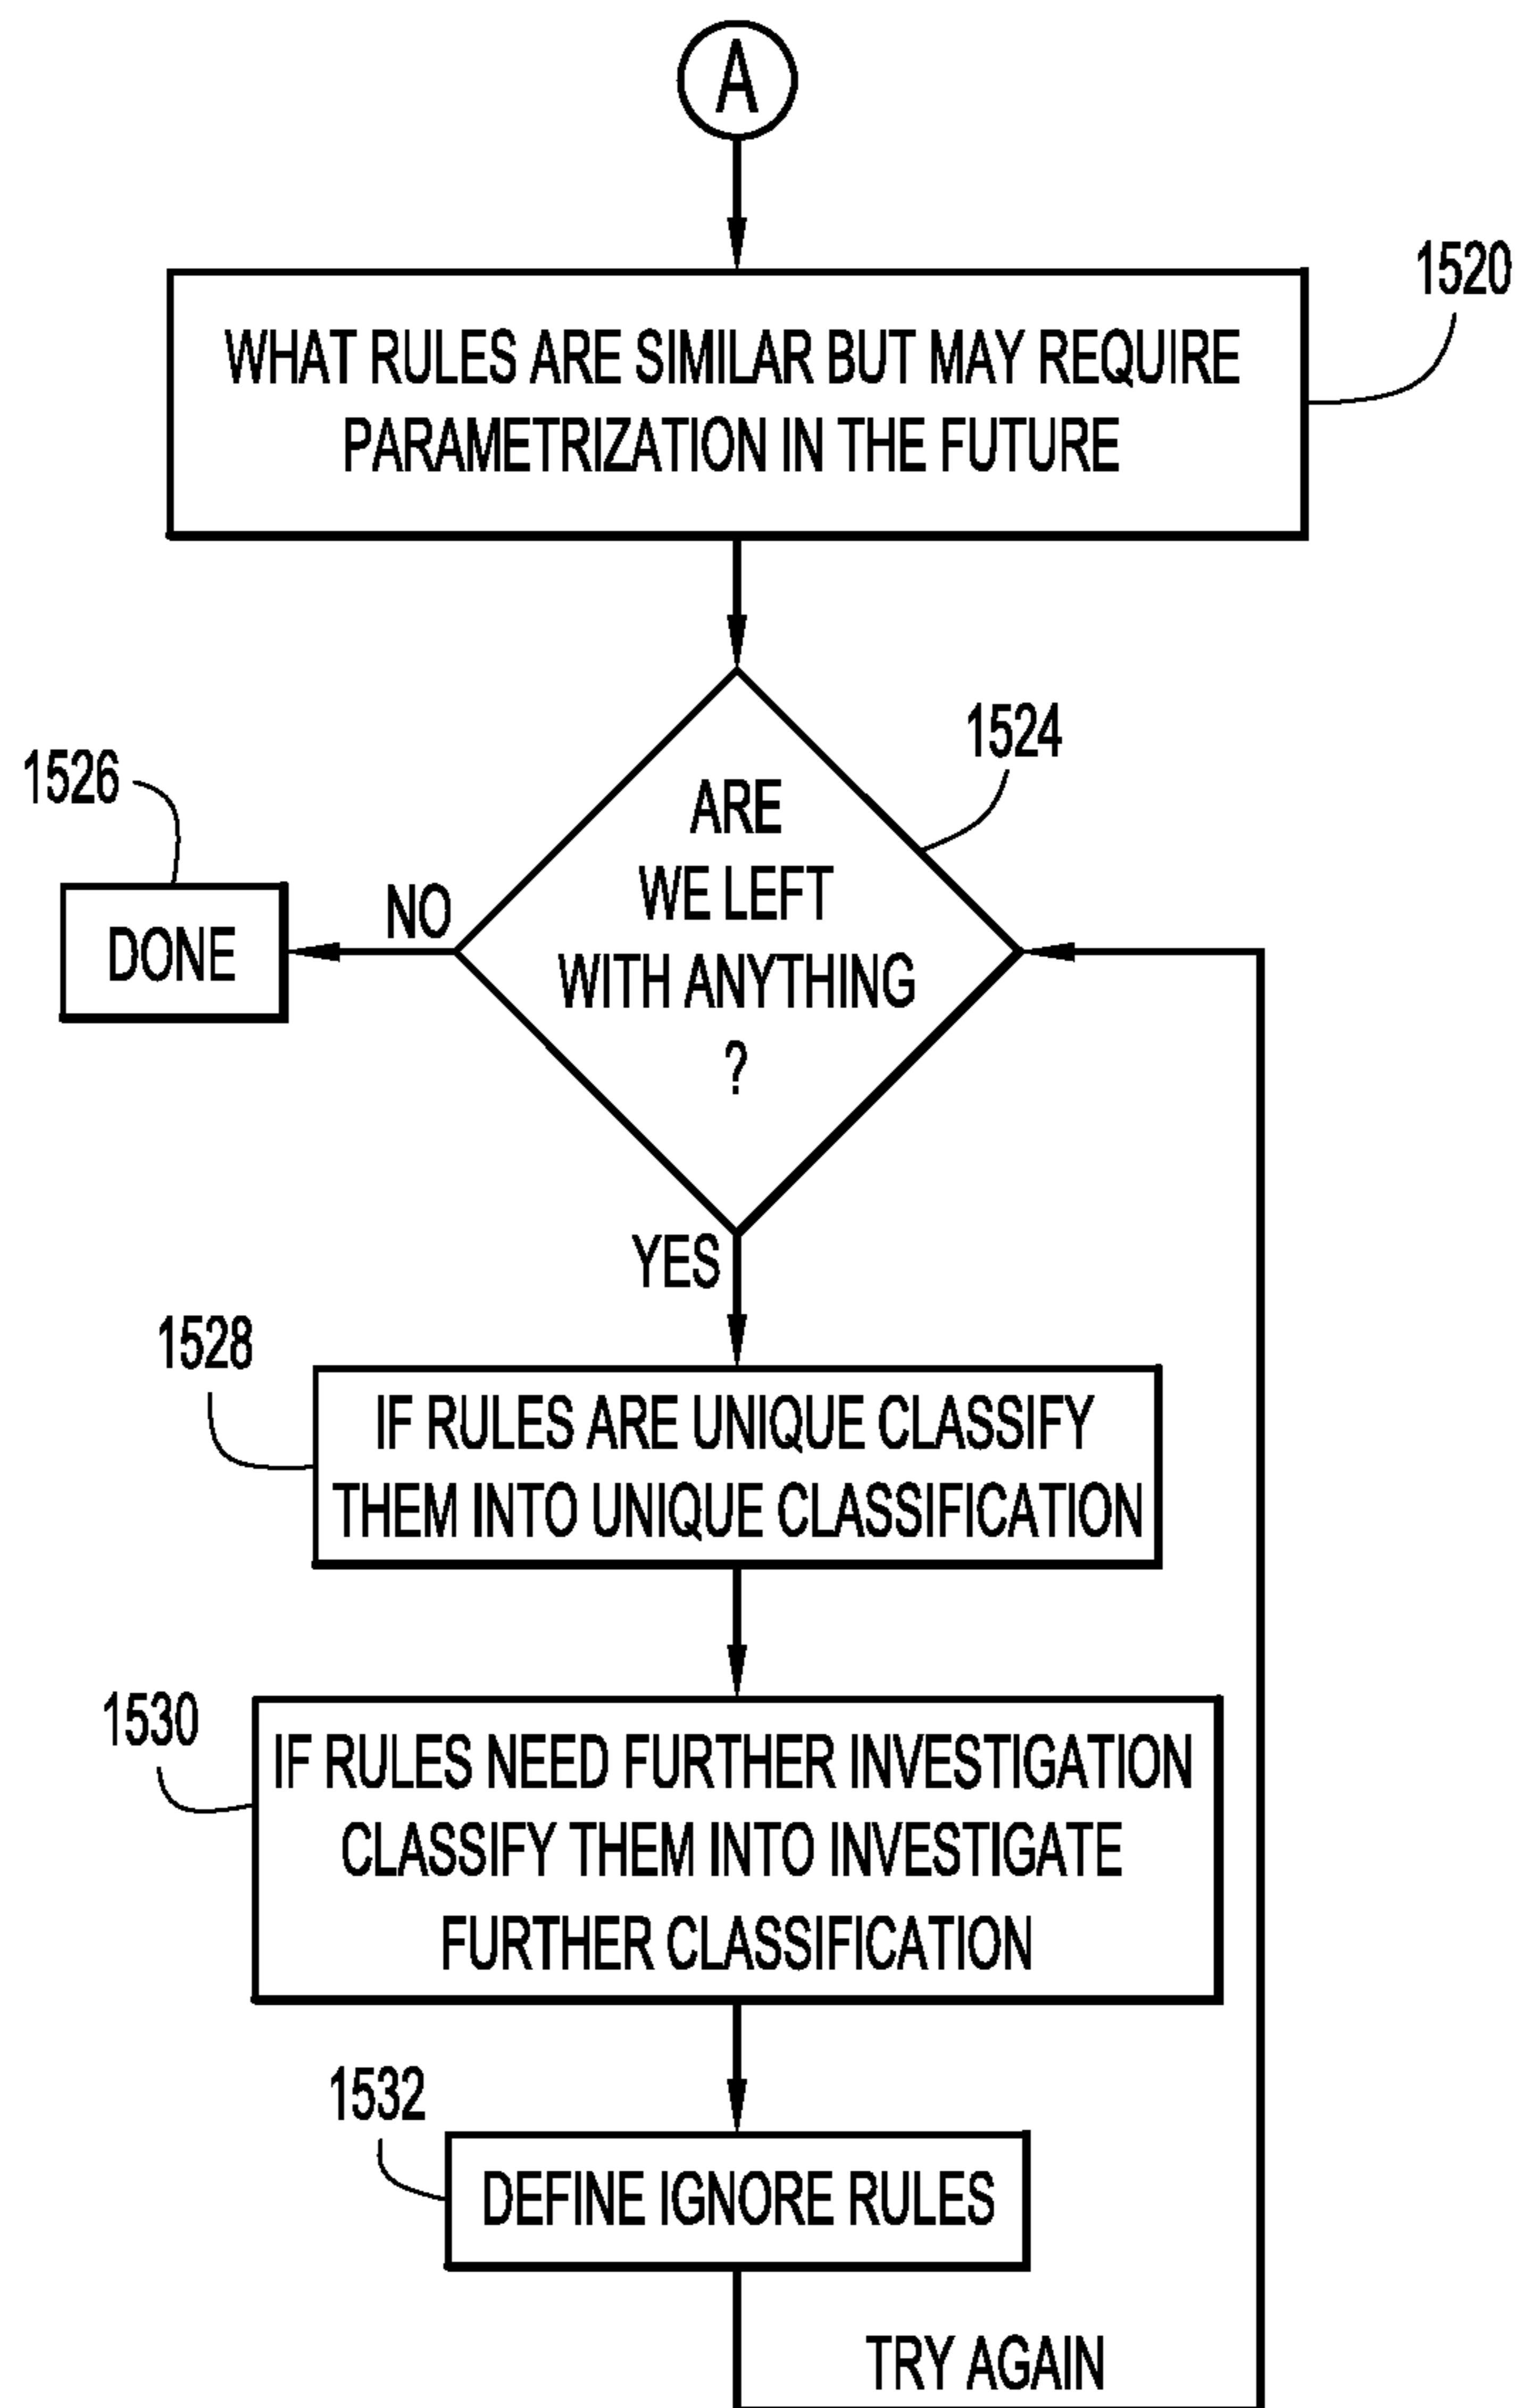 A
1520
WHAT RULES ARE SIMILAR BUT MAY REQUIRE
PARAMETRIZATION IN THE FUTURE
1524
1526
ARE
WE LEFT
WITH ANYTHING
?
NO
DONE
YES
1528
IF RULES ARE UNIQUE CLASSIFY
THEM INTO UNIQUE CLASSIFICATION
1530
IF RULES NEED FURTHER INVESTIGATION
CLASSIFY THEM INTO INVESTIGATE
FURTHER CLASSIFICATION
1532
DEFINE IGNORE RULES
TRY AGAIN